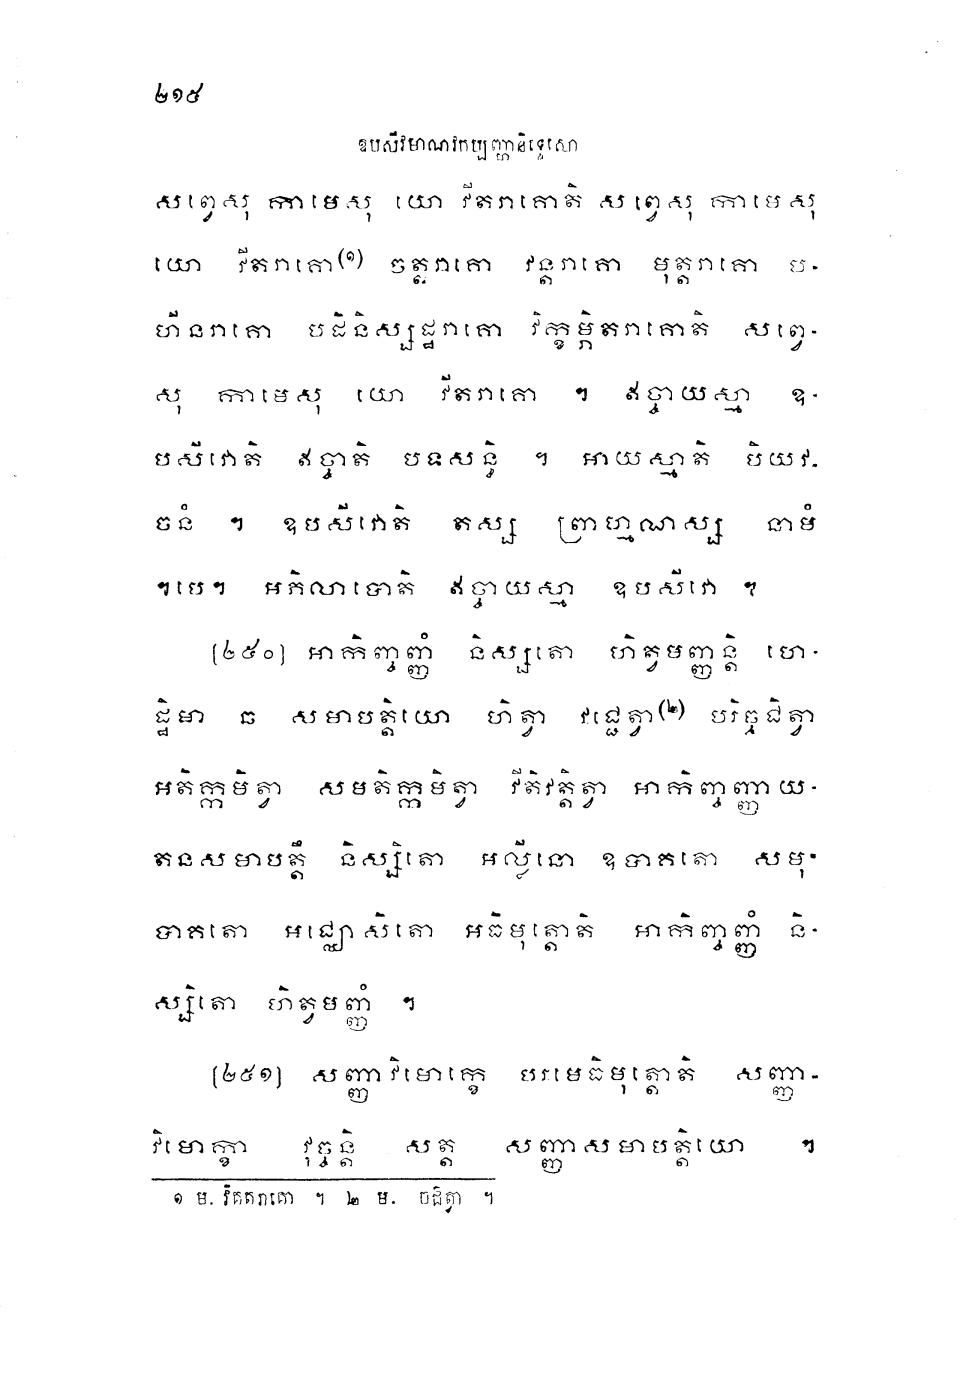 ២១៥
ឧបសីវមាណវកប្បញ្ហានិទ្ទេសោ
សព្វេសុ កាមេសុ យោ វីតរាគោតិ សព្វេសុ កាមេសុ
យោ វីតរាគោ(១) ចត្តរាគោ វន្តរាគោ មុត្តរាគោ ប-
ហីនរាគោ បដិនិស្សដ្ឋរាគោ វិក្ខម្ភិតរាគោតិ សព្វេ-
សុ កាមេសុ យោ វីតរាគោ ។ ឥច្ចាយស្មា ឧ-
បសីវោតិ ឥច្ចាតិ បទសន្ធិ ។ អាយស្មាតិ បិយវ-
ចនំ ។ ឧបសីវោតិ តស្ស ព្រាហ្មណស្ស នាមំ
។បេ។ អភិលាបោតិ ឥច្ចាយស្មា ឧបសីវោ ។
[២៥០] អាកិញ្ចញ្ញំ និស្សតោ ហិត្វមញ្ញន្តិ ហេ-
ដ្ឋិមា ឆ សមាបត្តិយោ ហិត្វា វជ្ជេត្វា(២) បរិច្ចជិត្វា
អតិក្កមិត្វា សមតិក្កមិត្វា វីតិវត្តិត្វា អាកិញ្ចញ្ញាយ-
តនសមាបត្តឹ និស្សិតោ អល្លីនោ ឧបាគតោ សមុ-
បាគតោ អជ្ឈោសិតោ អធិមុត្តោតិ អាកិញ្ចញ្ញំ និ-
ស្សិតោ ហិត្វមញ្ញំ ។
[២៥១] សញ្ញាវិមោក្ខេ បរមេធិមុត្តោតិ សញ្ញា-
វិមោក្ខា វុច្ចន្តិ សត្ត សញ្ញាសមាបត្តិយោ ។
១ ម. វិគតរាគោ ។ ២ ម. ចជិត្វា ។